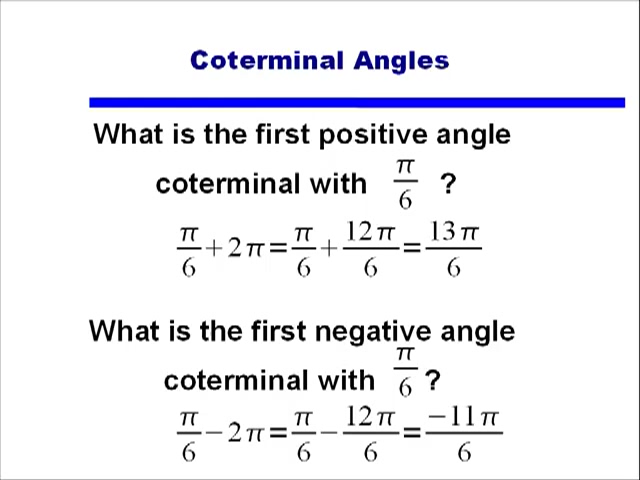 Coterminal Angles
What is the first positive angle
coterminal with π/6 ?
π/6 + 2π = π/6 + 12π/6 = 13π/6
What is the first negative angle
coterminal with π/6 ?
π/6 − 2π = π/6 − 12π/6 = −11π/6